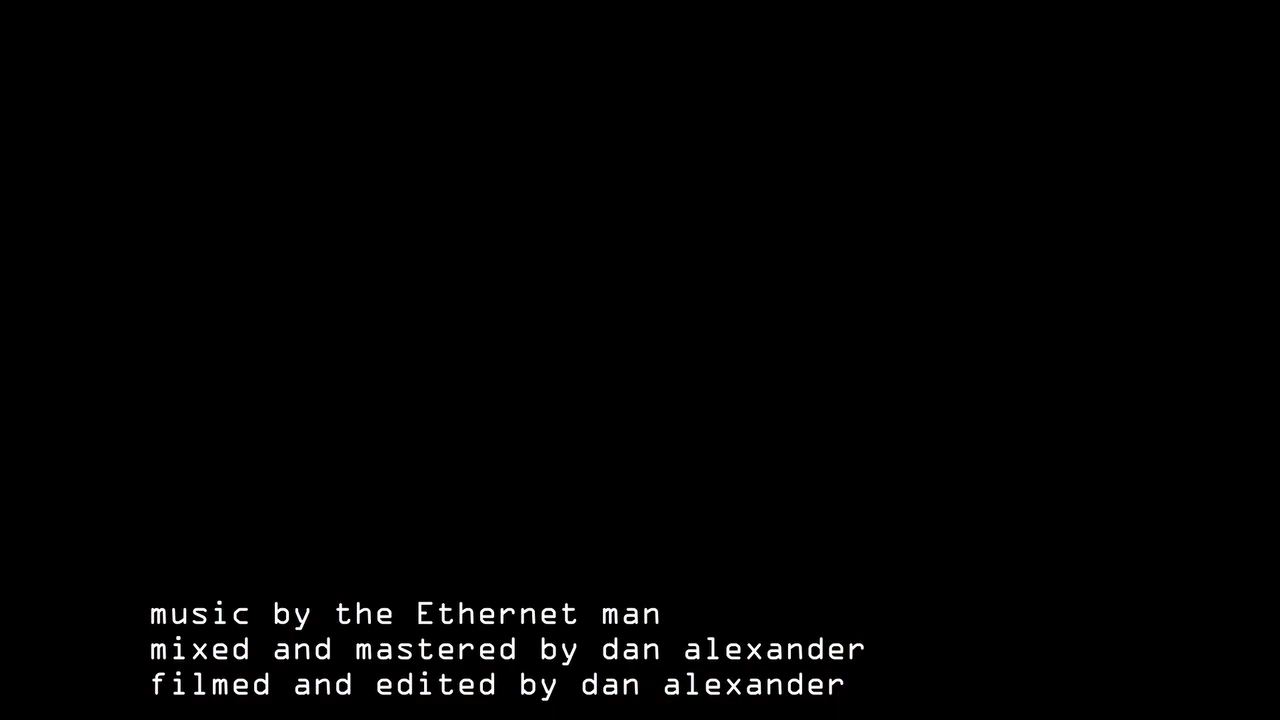 music by the Ethernet man
mixed and mastered by dan alexander
filmed and edited by dan alexander